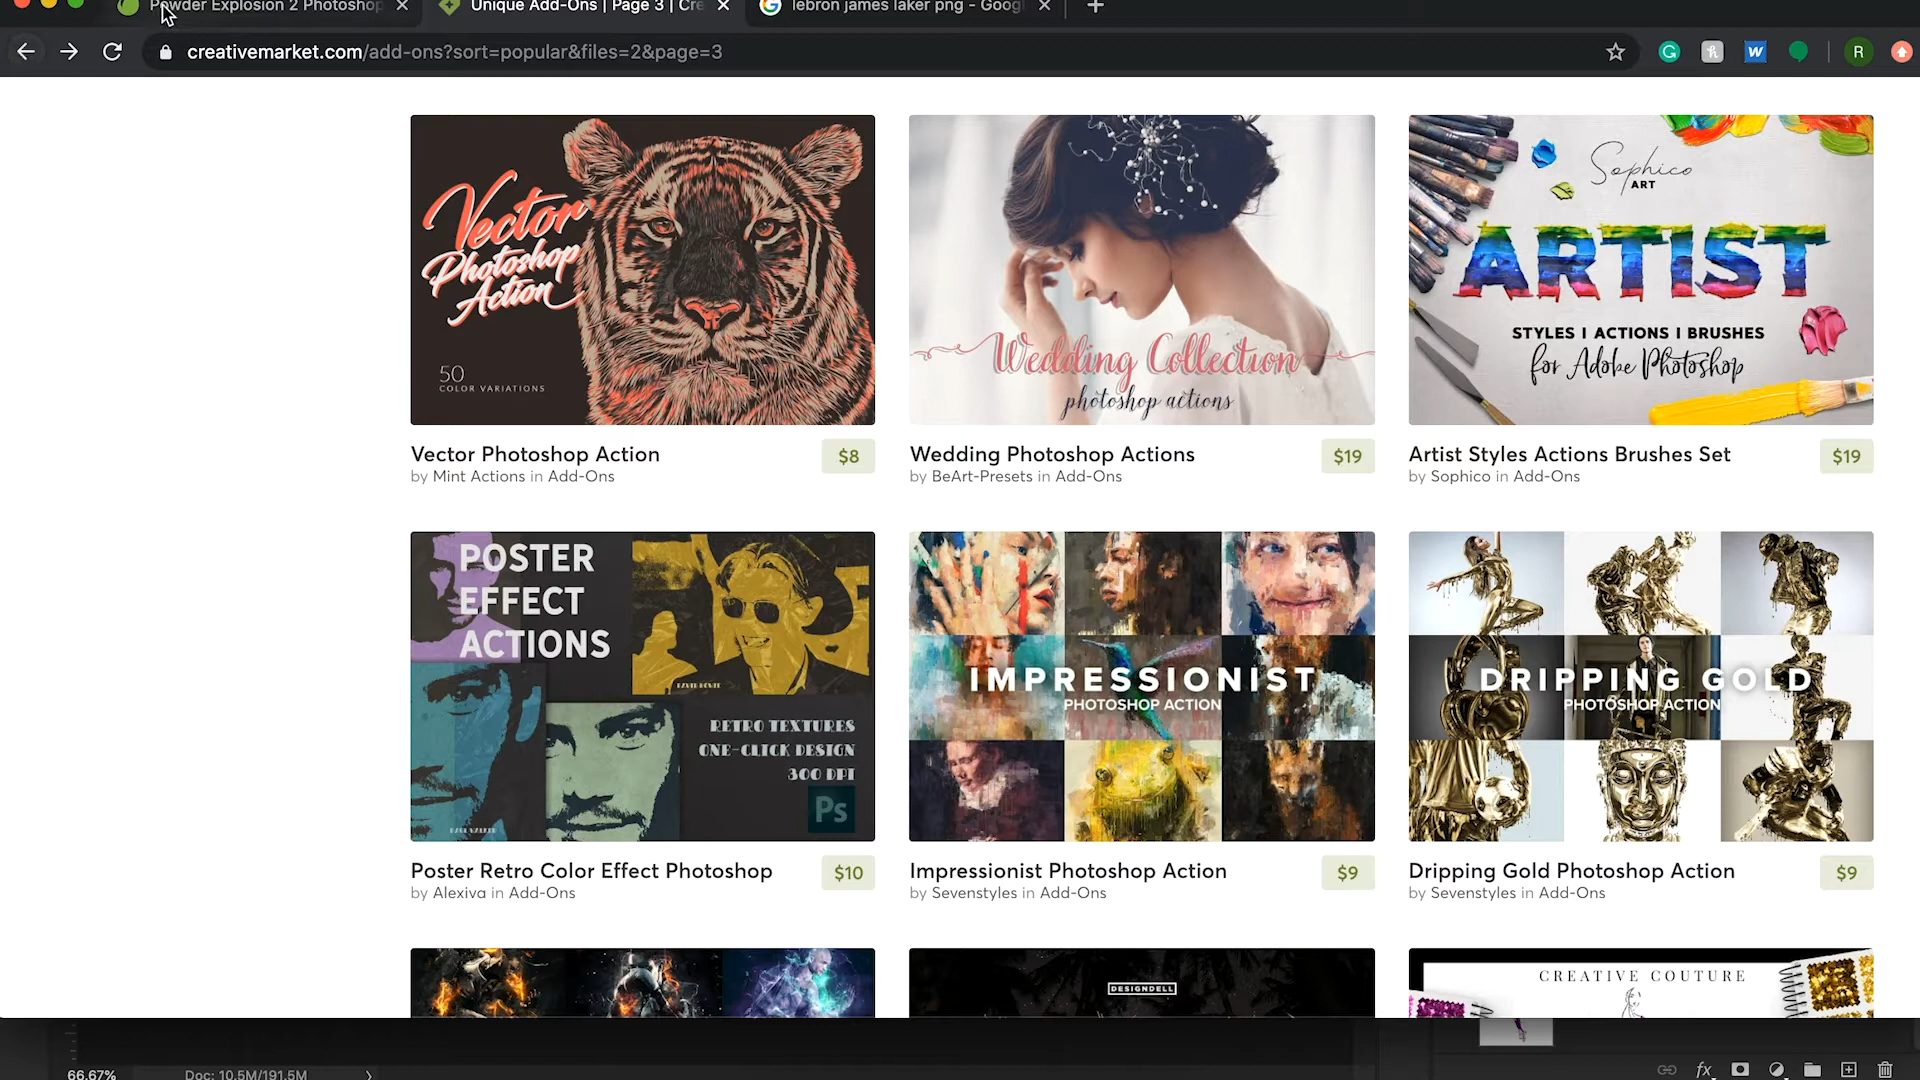 Powder Explosion 2 Photoshop
Unique Add-Ons | Page 3 | Cre
lebron james laker png - Googl
creativemarket.com/add-ons?sort=popular&files=2&page=3
R
Vector
Photoshop
Action
50
COLOR VARIATIONS
Wedding Collection
photoshop actions
Sophico
ART
ARTIST
STYLES | ACTIONS | BRUSHES
for Adobe Photoshop
Vector Photoshop Action
$8
by Mint Actions in Add-Ons
Wedding Photoshop Actions
$19
by BeArt-Presets in Add-Ons
Artist Styles Actions Brushes Set
$19
by Sophico in Add-Ons
POSTER
EFFECT
ACTIONS
DAVID BOWIE
RETRO TEXTURES
ONE-CLICK DESIGN
300 DPI
Ps
IMPRESSIONIST
PHOTOSHOP ACTION
DRIPPING GOLD
PHOTOSHOP ACTION
Poster Retro Color Effect Photoshop
$10
by Alexiva in Add-Ons
Impressionist Photoshop Action
$9
by Sevenstyles in Add-Ons
Dripping Gold Photoshop Action
$9
by Sevenstyles in Add-Ons
DESIGNDELL
CREATIVE COUTURE
66.67%
Doc: 10.5M/191.5M
fx